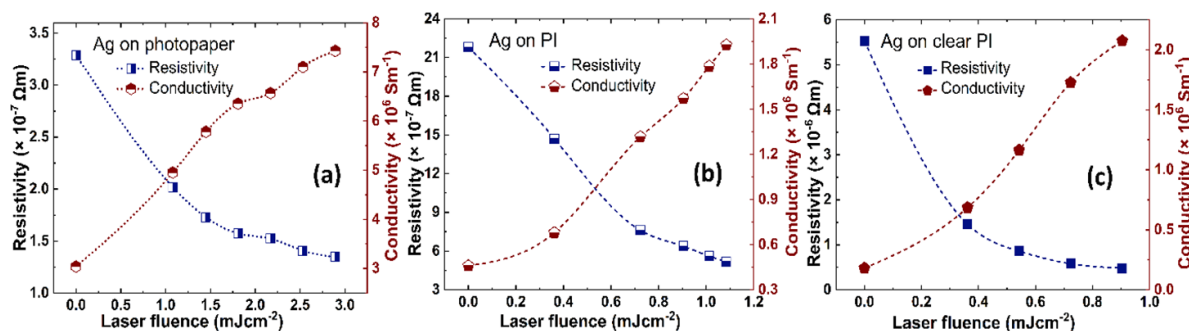 Ag on photopaper
Resistivity
Conductivity
(a)
3.5
3.0
2.5
2.0
1.5
1.0
Resistivity (× 10⁻⁷ Ωm)
8
7
6
5
4
3
Conductivity (× 10⁶ Sm⁻¹)
0.0 0.5 1.0 1.5 2.0 2.5 3.0
Laser fluence (mJcm⁻²)
Ag on PI
Resistivity
Conductivity
(b)
24
21
18
15
12
9
6
3
Resistivity (× 10⁻⁷ Ωm)
2.1
1.8
1.5
1.2
0.9
0.6
0.3
Conductivity (× 10⁶ Sm⁻¹)
0.0 0.2 0.4 0.6 0.8 1.0 1.2
Laser fluence (mJcm⁻²)
Ag on clear PI
Resistivity
Conductivity
(c)
6
5
4
3
2
1
0
Resistivity (× 10⁻⁶ Ωm)
2.0
1.5
1.0
0.5
0.0
Conductivity (× 10⁶ Sm⁻¹)
0.0 0.2 0.4 0.6 0.8 1.0
Laser fluence (mJcm⁻²)